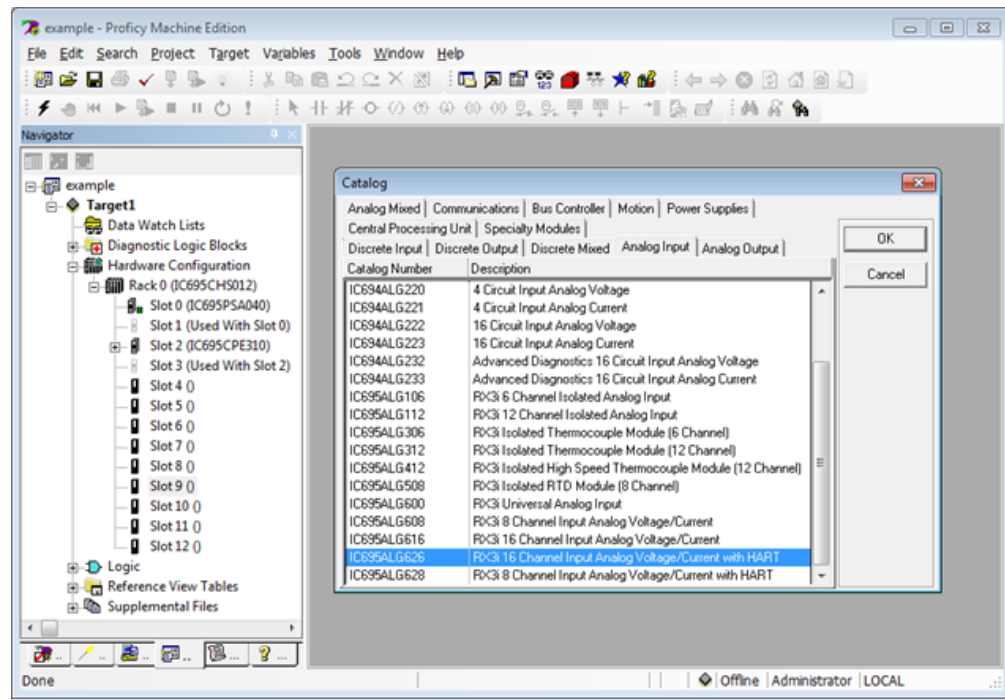 example - Proficy Machine Edition
File Edit Search Project Target Variables Tools Window Help
123
Navigator
example
Target1
Data Watch Lists
Diagnostic Logic Blocks
Hardware Configuration
Rack 0 (IC695CHS012)
Slot 0 (IC695PSA040)
Slot 1 (Used With Slot 0)
Slot 2 (IC695CPE310)
Slot 3 (Used With Slot 2)
Slot 4 ()
Slot 5 ()
Slot 6 ()
Slot 7 ()
Slot 8 ()
Slot 9 ()
Slot 10 ()
Slot 11 ()
Slot 12 ()
Logic
Reference View Tables
Supplemental Files
Catalog
Analog Mixed Communications Bus Controller Motion Power Supplies
Central Processing Unit Specialty Modules
Discrete Input Discrete Output Discrete Mixed Analog Input Analog Output
Catalog Number Description
IC694ALG220 4 Circuit Input Analog Voltage
IC694ALG221 4 Circuit Input Analog Current
IC694ALG222 16 Circuit Input Analog Voltage
IC694ALG223 16 Circuit Input Analog Current
IC694ALG232 Advanced Diagnostics 16 Circuit Input Analog Voltage
IC694ALG233 Advanced Diagnostics 16 Circuit Input Analog Current
IC695ALG106 RX3i 6 Channel Isolated Analog Input
IC695ALG112 RX3i 12 Channel Isolated Analog Input
IC695ALG306 RX3i Isolated Thermocouple Module (6 Channel)
IC695ALG312 RX3i Isolated Thermocouple Module (12 Channel)
IC695ALG412 RX3i Isolated High Speed Thermocouple Module (12 Channel)
IC695ALG508 RX3i Isolated RTD Module (8 Channel)
IC695ALG600 RX3i Universal Analog Input
IC695ALG608 RX3i 8 Channel Input Analog Voltage/Current
IC695ALG616 RX3i 16 Channel Input Analog Voltage/Current
IC695ALG626 RX3i 16 Channel Input Analog Voltage/Current with HART
IC695ALG628 RX3i 8 Channel Input Analog Voltage/Current with HART
OK
Cancel
Done
Offline Administrator LOCAL